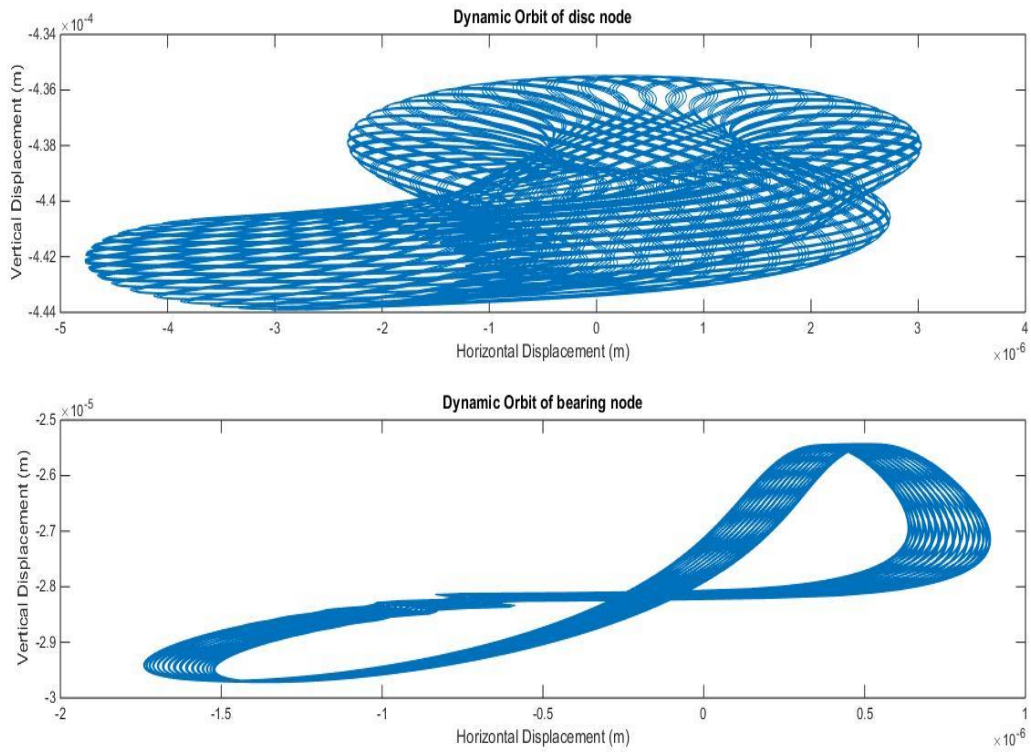 Dynamic Orbit of disc node
×10-4
-4.34
-4.36
-4.38
-4.4
-4.42
-4.44
Vertical Displacement (m)
-5 -4 -3 -2 -1 0 1 2 3 4
Horizontal Displacement (m)
×10-6
Dynamic Orbit of bearing node
×10-5
-2.5
-2.6
-2.7
-2.8
-2.9
-3
Vertical Displacement (m)
-2 -1.5 -1 -0.5 0 0.5 1
Horizontal Displacement (m)
×10-6